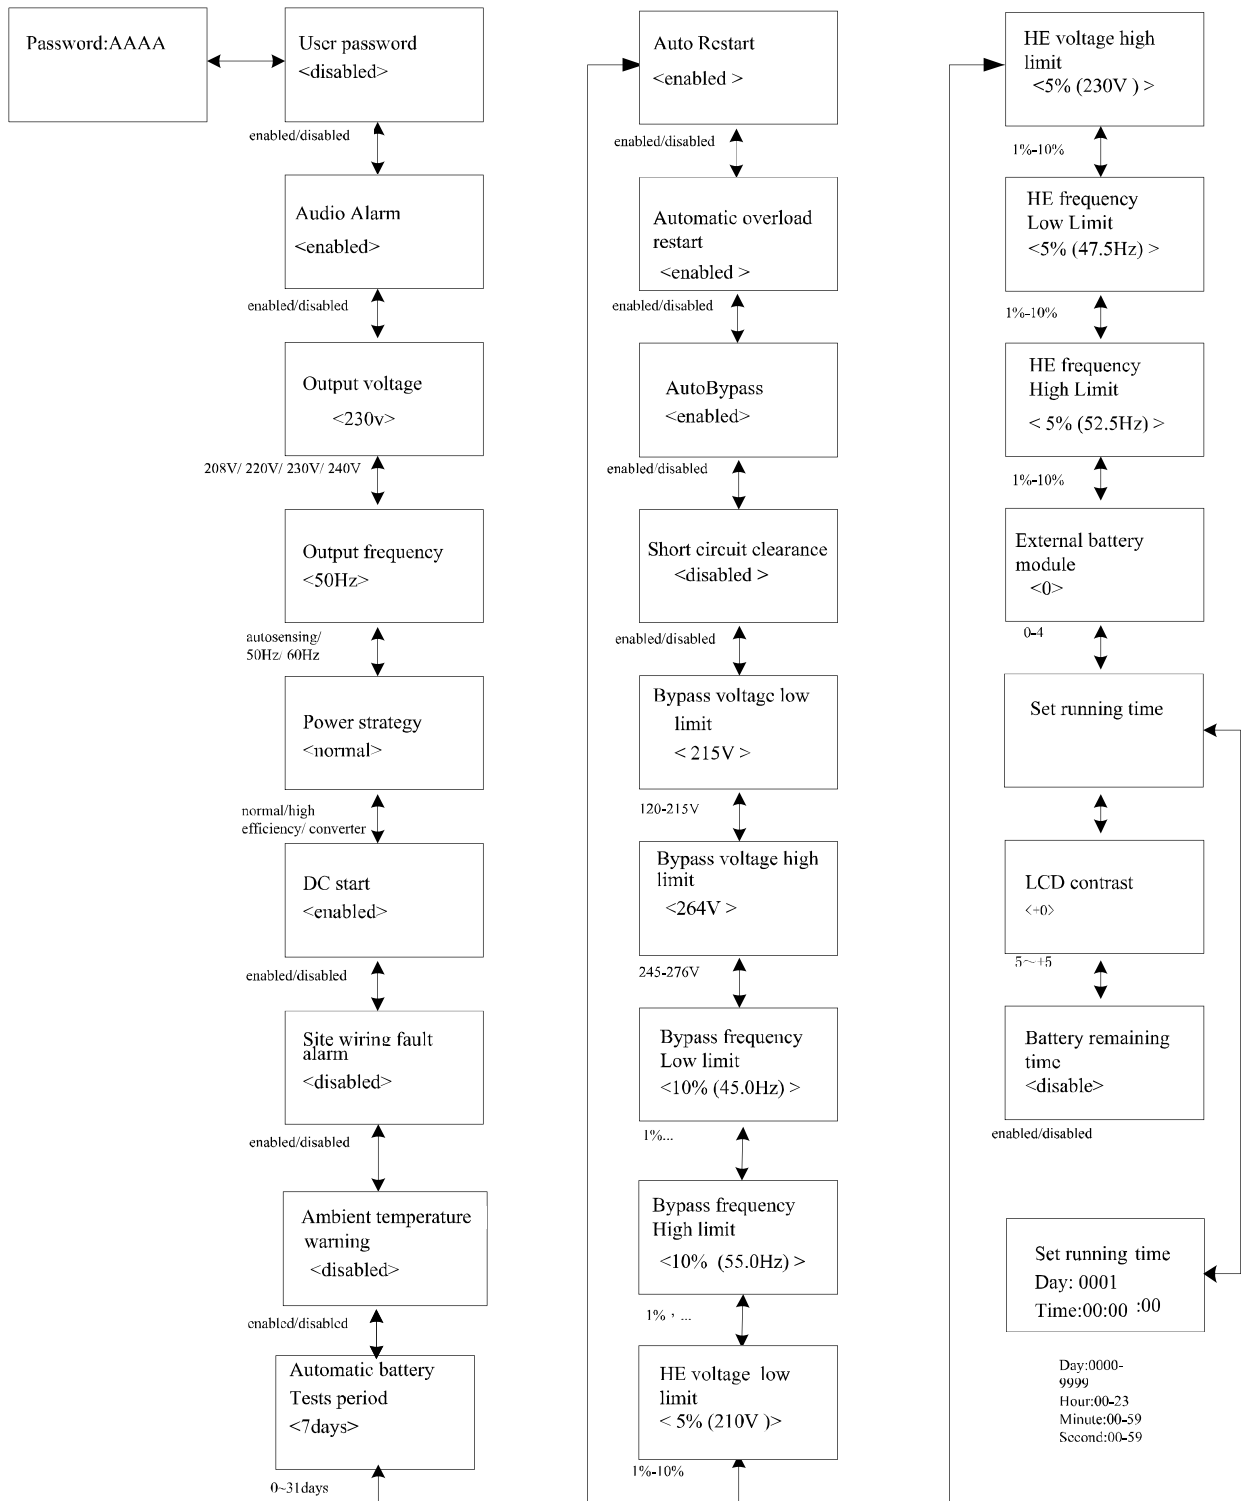 Password:AAAA
User password
<disabled>
enabled/disabled
Audio Alarm
<enabled>
enabled/disabled
Output voltage
<230v>
208V/ 220V/ 230V/ 240V
Output frequency
<50Hz>
autosensing/
50Hz/ 60Hz
Power strategy
<normal>
normal/high
efficiency/ converter
DC start
<enabled>
enabled/disabled
Site wiring fault
alarm
<disabled>
enabled/disabled
Ambient temperature
warning
<disabled>
enabled/disabled
Automatic battery
Tests period
<7days>
0~31days
Auto Restart
<enabled >
enabled/disabled
Automatic overload
restart
<enabled >
enabled/disabled
AutoBypass
<enabled>
enabled/disabled
Short circuit clearance
<disabled >
enabled/disabled
Bypass voltage low
limit
< 215V >
120-215V
Bypass voltage high
limit
<264V >
245-276V
Bypass frequency
Low limit
<10% (45.0Hz) >
1%...
Bypass frequency
High limit
<10% (55.0Hz) >
1% , ...
HE voltage low
limit
< 5% (210V )>
1%-10%
HE voltage high
limit
<5% (230V ) >
1%-10%
HE frequency
Low Limit
<5% (47.5Hz) >
1%-10%
HE frequency
High Limit
< 5% (52.5Hz) >
1%-10%
External battery
module
<0>
0-4
Set running time
LCD contrast
<+0>
5~+5
Battery remaining
time
<disable>
enabled/disabled
Set running time
Day: 0001
Time:00:00 :00
Day:0000-
9999
Hour:00-23
Minute:00-59
Second:00-59